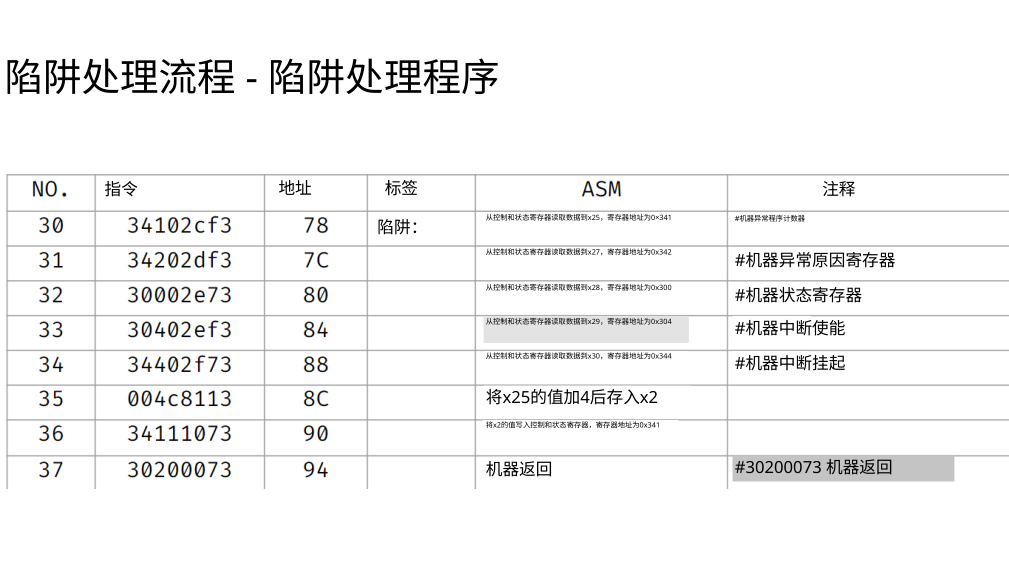 陷阱处理流程 - 陷阱处理程序
NO. 指令 地址 标签 ASM 注释
30 34102cf3 78 陷阱: 从控制和状态寄存器读取数据到x25，寄存器地址为0×341 #机器异常程序计数器
31 34202df3 7C 从控制和状态寄存器读取数据到x27，寄存器地址为0x342 #机器异常原因寄存器
32 30002e73 80 从控制和状态寄存器读取数据到x28，寄存器地址为0x300 #机器状态寄存器
33 30402ef3 84 从控制和状态寄存器读取数据到x29，寄存器地址为0x304 #机器中断使能
34 34402f73 88 从控制和状态寄存器读取数据到x30，寄存器地址为0x344 #机器中断挂起
35 004c8113 8C 将x25的值加4后存入x2
36 34111073 90 将x2的值写入控制和状态寄存器，寄存器地址为0x341
37 30200073 94 机器返回 #30200073 机器返回